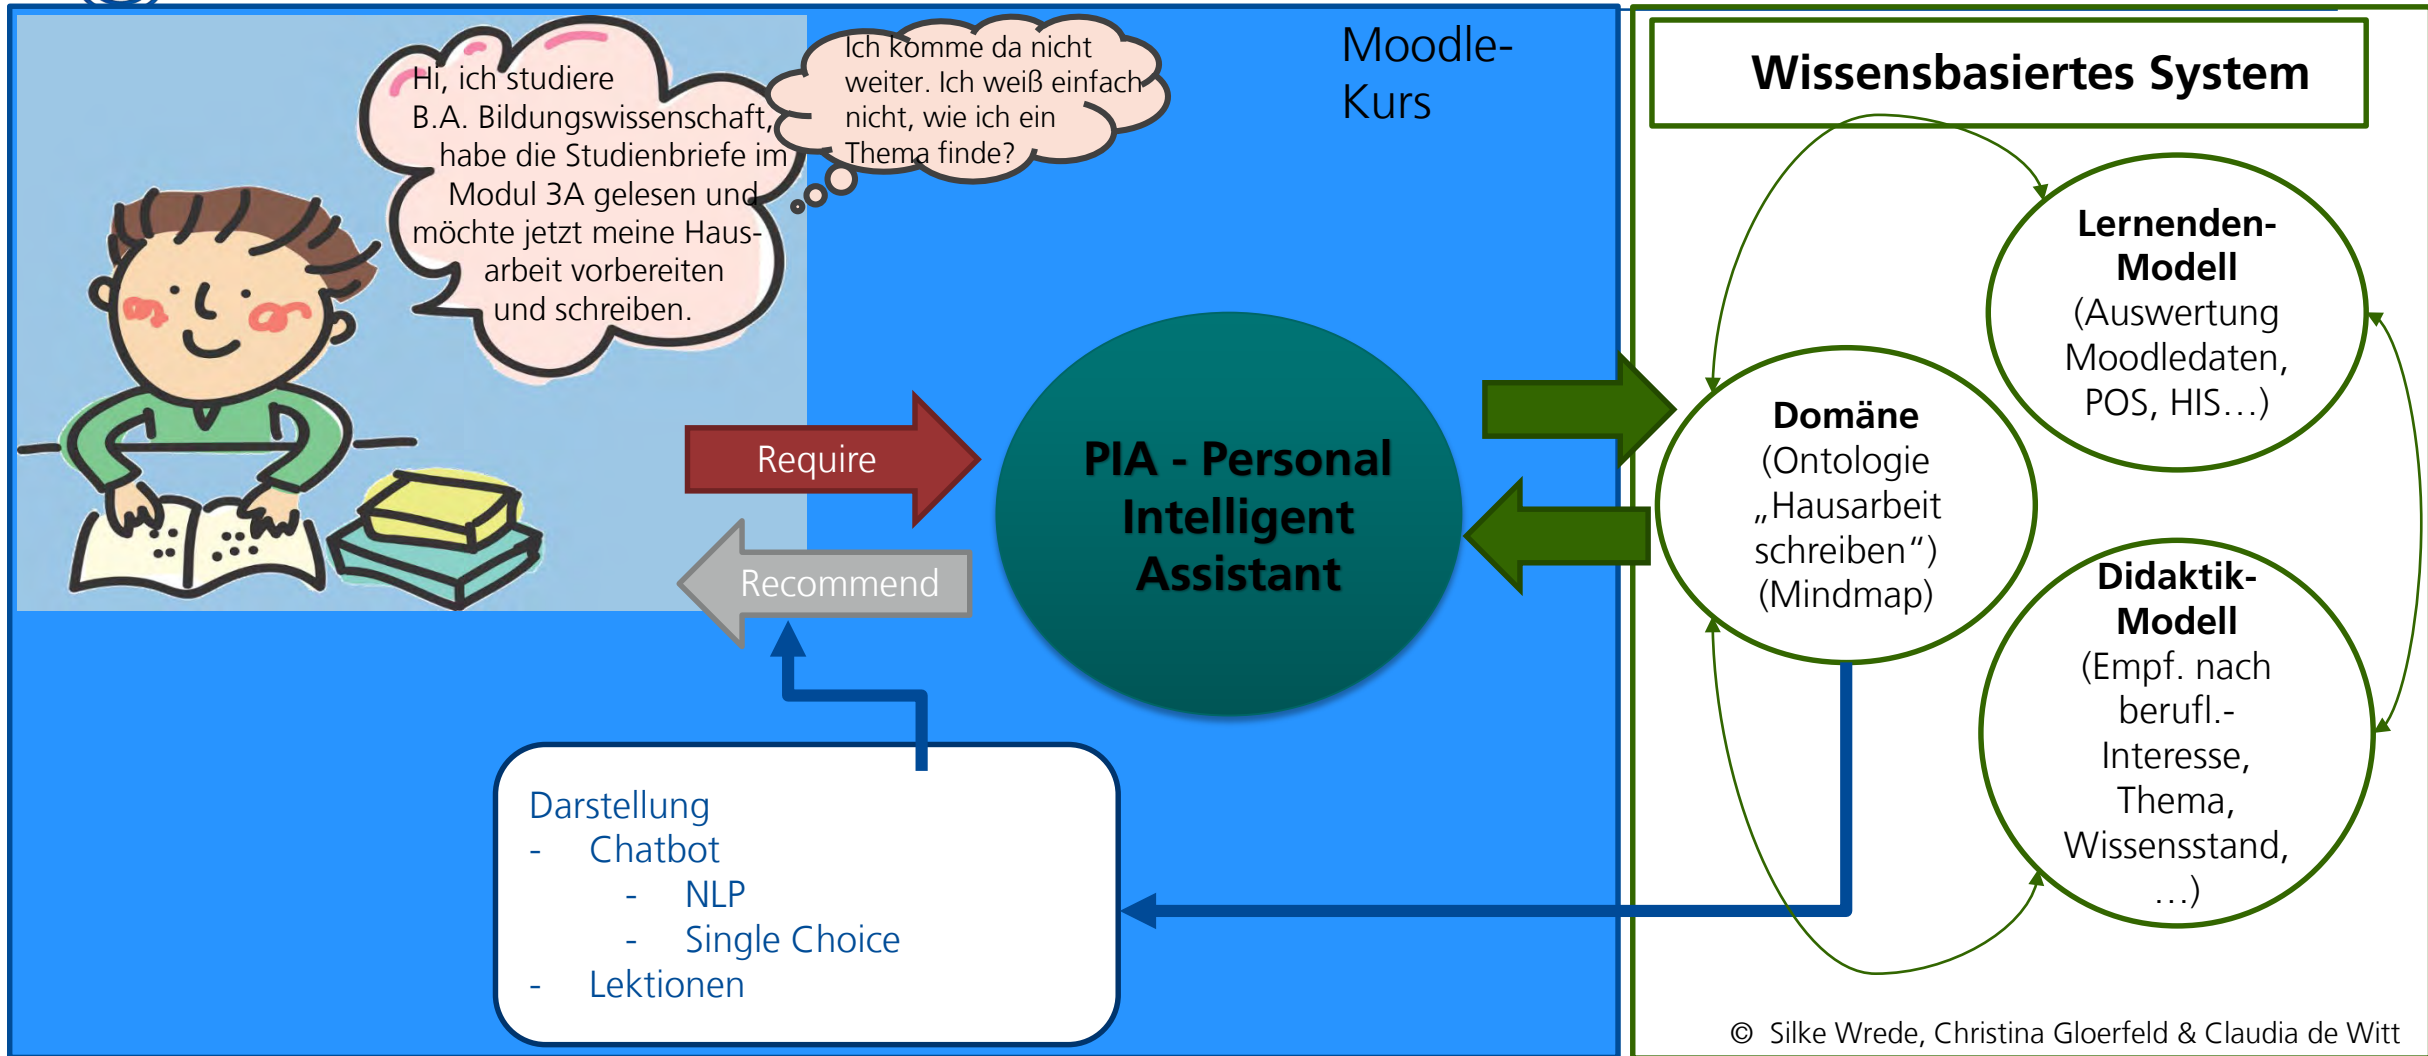 Hi, ich studiere
B.A. Bildungswissenschaft,
habe die Studienbriefe im
Modul 3A gelesen und
möchte jetzt meine Haus-
arbeit vorbereiten
und schreiben.
Ich komme da nicht
weiter. Ich weiß einfach
nicht, wie ich ein
Thema finde?
Moodle-
Kurs
Require
Recommend
PIA - Personal
Intelligent
Assistant
Darstellung
- Chatbot
- NLP
- Single Choice
- Lektionen
Wissensbasiertes System
Lernenden-
Modell
(Auswertung
Moodledaten,
POS, HIS…)
Domäne
(Ontologie
„Hausarbeit
schreiben“)
(Mindmap)
Didaktik-
Modell
(Empf. nach
berufl.-
Interesse,
Thema,
Wissensstand,
…)
© Silke Wrede, Christina Gloerfeld & Claudia de Witt